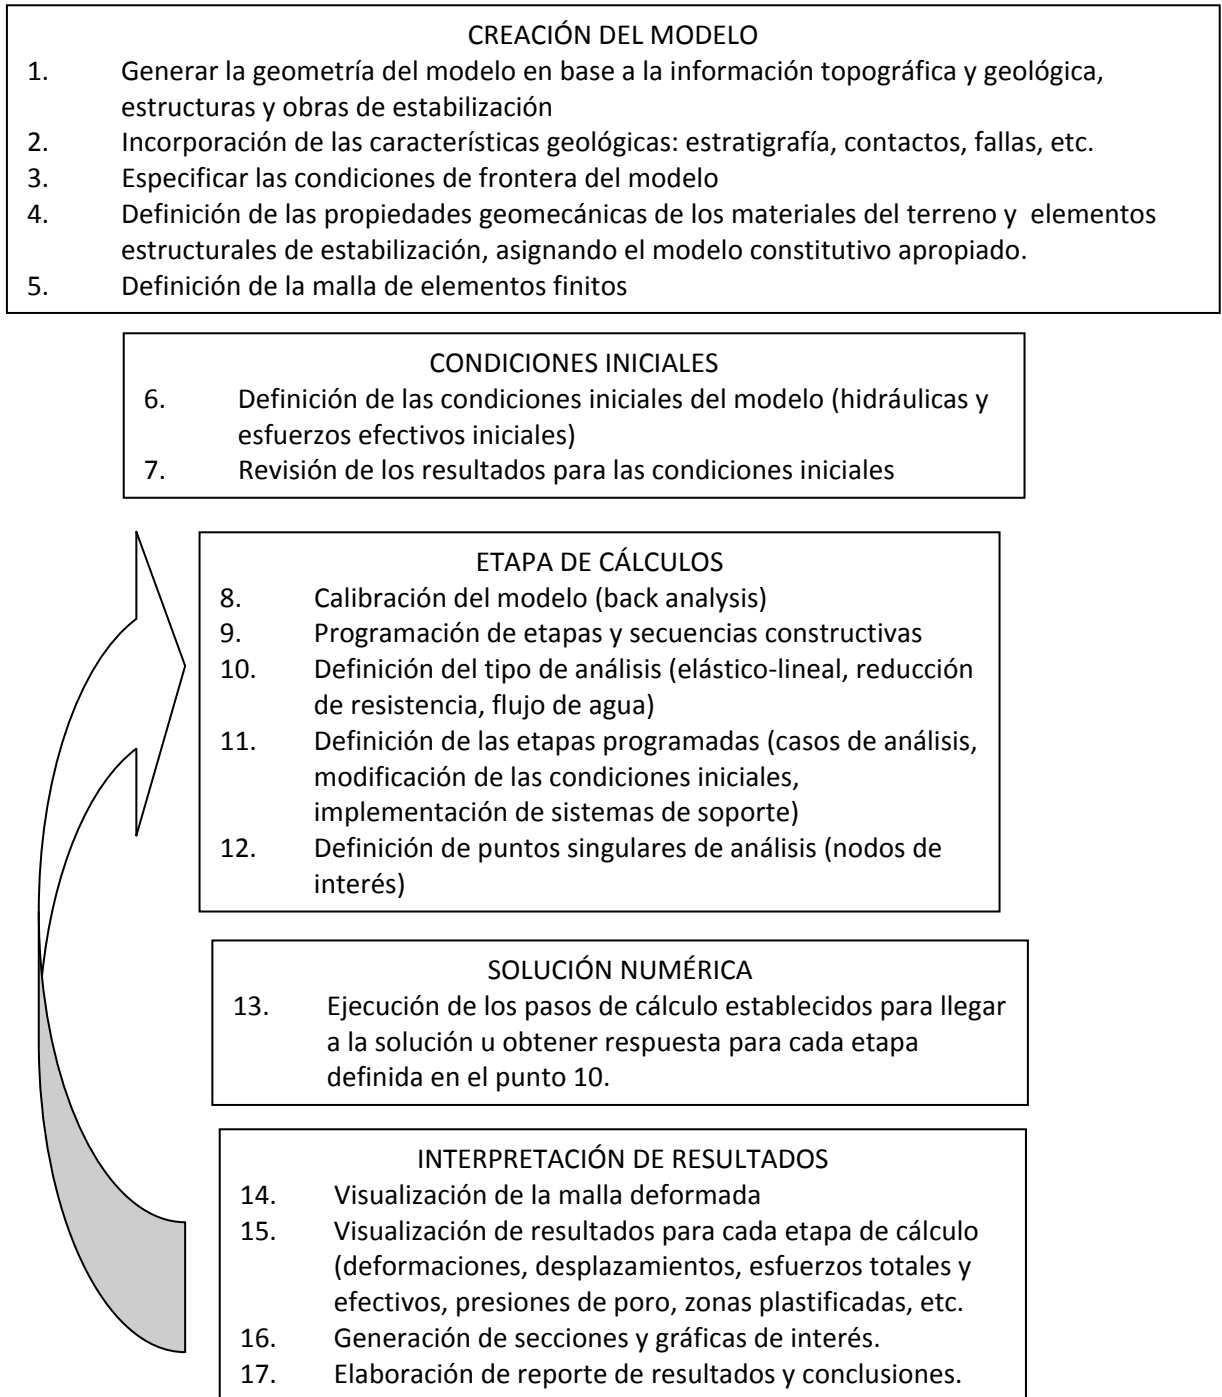 CREACIÓN DEL MODELO
1. Generar la geometría del modelo en base a la información topográfica y geológica,
estructuras y obras de estabilización
2. Incorporación de las características geológicas: estratigrafía, contactos, fallas, etc.
3. Especificar las condiciones de frontera del modelo
4. Definición de las propiedades geomecánicas de los materiales del terreno y elementos
estructurales de estabilización, asignando el modelo constitutivo apropiado.
5. Definición de la malla de elementos finitos
CONDICIONES INICIALES
6. Definición de las condiciones iniciales del modelo (hidráulicas y
esfuerzos efectivos iniciales)
7. Revisión de los resultados para las condiciones iniciales
ETAPA DE CÁLCULOS
8. Calibración del modelo (back analysis)
9. Programación de etapas y secuencias constructivas
10. Definición del tipo de análisis (elástico-lineal, reducción
de resistencia, flujo de agua)
11. Definición de las etapas programadas (casos de análisis,
modificación de las condiciones iniciales,
implementación de sistemas de soporte)
12. Definición de puntos singulares de análisis (nodos de
interés)
SOLUCIÓN NUMÉRICA
13. Ejecución de los pasos de cálculo establecidos para llegar
a la solución u obtener respuesta para cada etapa
definida en el punto 10.
INTERPRETACIÓN DE RESULTADOS
14. Visualización de la malla deformada
15. Visualización de resultados para cada etapa de cálculo
(deformaciones, desplazamientos, esfuerzos totales y
efectivos, presiones de poro, zonas plastificadas, etc.
16. Generación de secciones y gráficas de interés.
17. Elaboración de reporte de resultados y conclusiones.